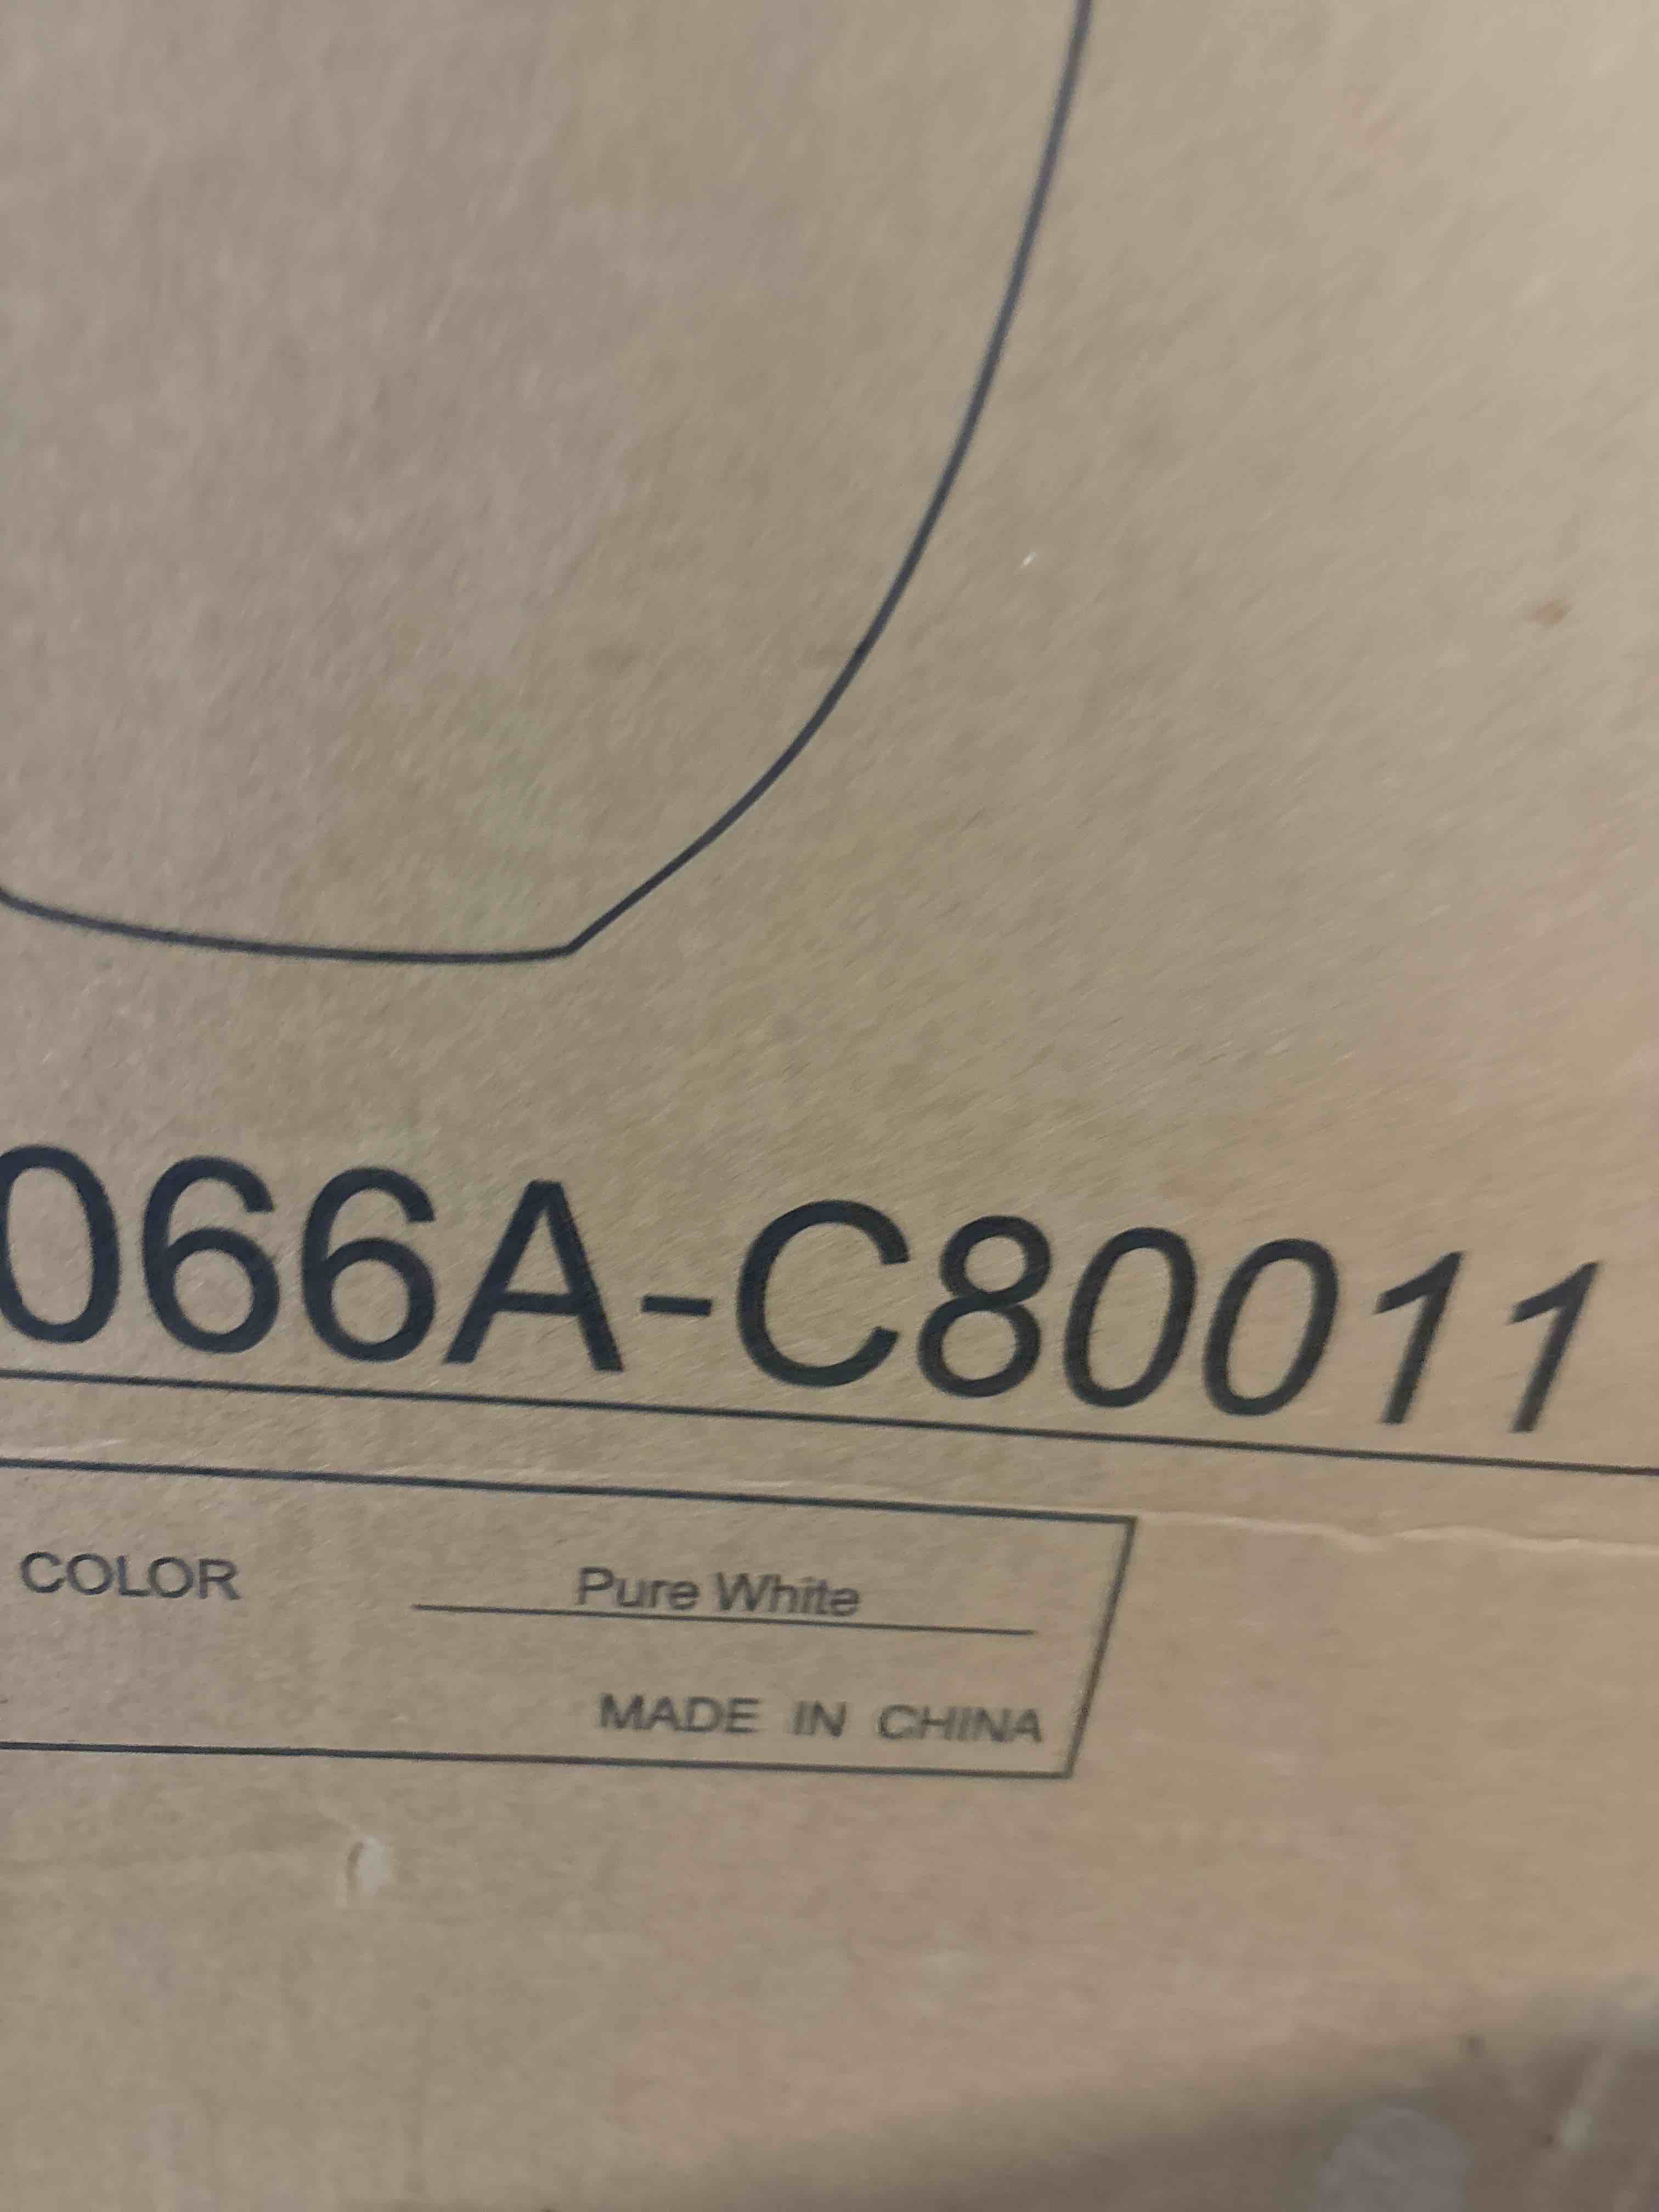 066A-C80011
COLOR Pure White
MADE IN CHINA